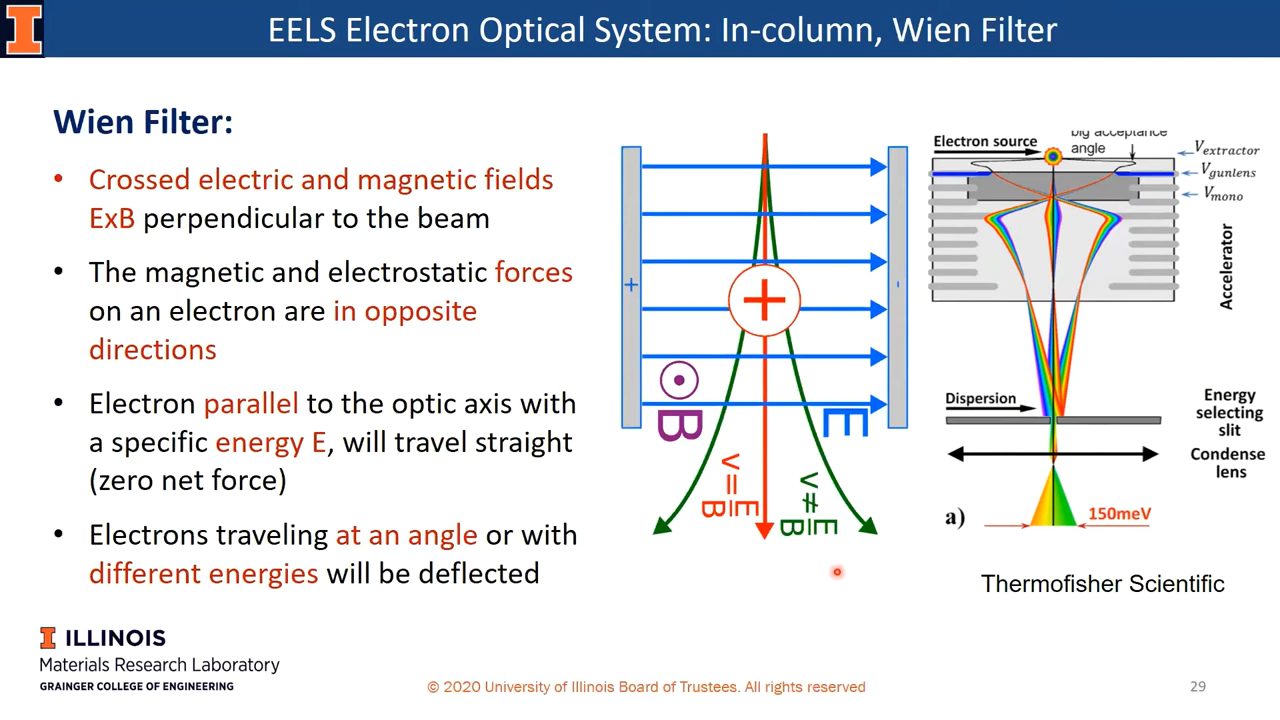 EELS Electron Optical System: In-column, Wien Filter
Wien Filter:
• Crossed electric and magnetic fields
ExB perpendicular to the beam
• The magnetic and electrostatic forces
on an electron are in opposite
directions
• Electron parallel to the optic axis with
a specific energy E, will travel straight
(zero net force)
• Electrons traveling at an angle or with
different energies will be deflected
+
-
+
B
E
v = E/B
v ≠ E/B
Electron source
big acceptance
angle
Vextractor
Vgunlens
Vmono
Accelerator
Dispersion
Energy
selecting
slit
Condense
lens
a)
150meV
Thermofisher Scientific
I ILLINOIS
Materials Research Laboratory
GRAINGER COLLEGE OF ENGINEERING
© 2020 University of Illinois Board of Trustees. All rights reserved
29